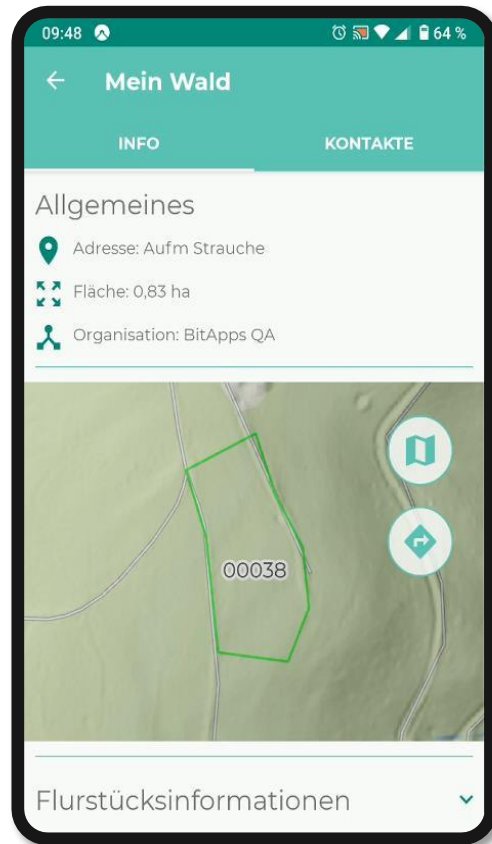 09:48 64 %
Mein Wald
INFO KONTAKTE
Allgemeines
Adresse: Aufm Strauche
Fläche: 0,83 ha
Organisation: BitApps QA
00038
Flurstücksinformationen